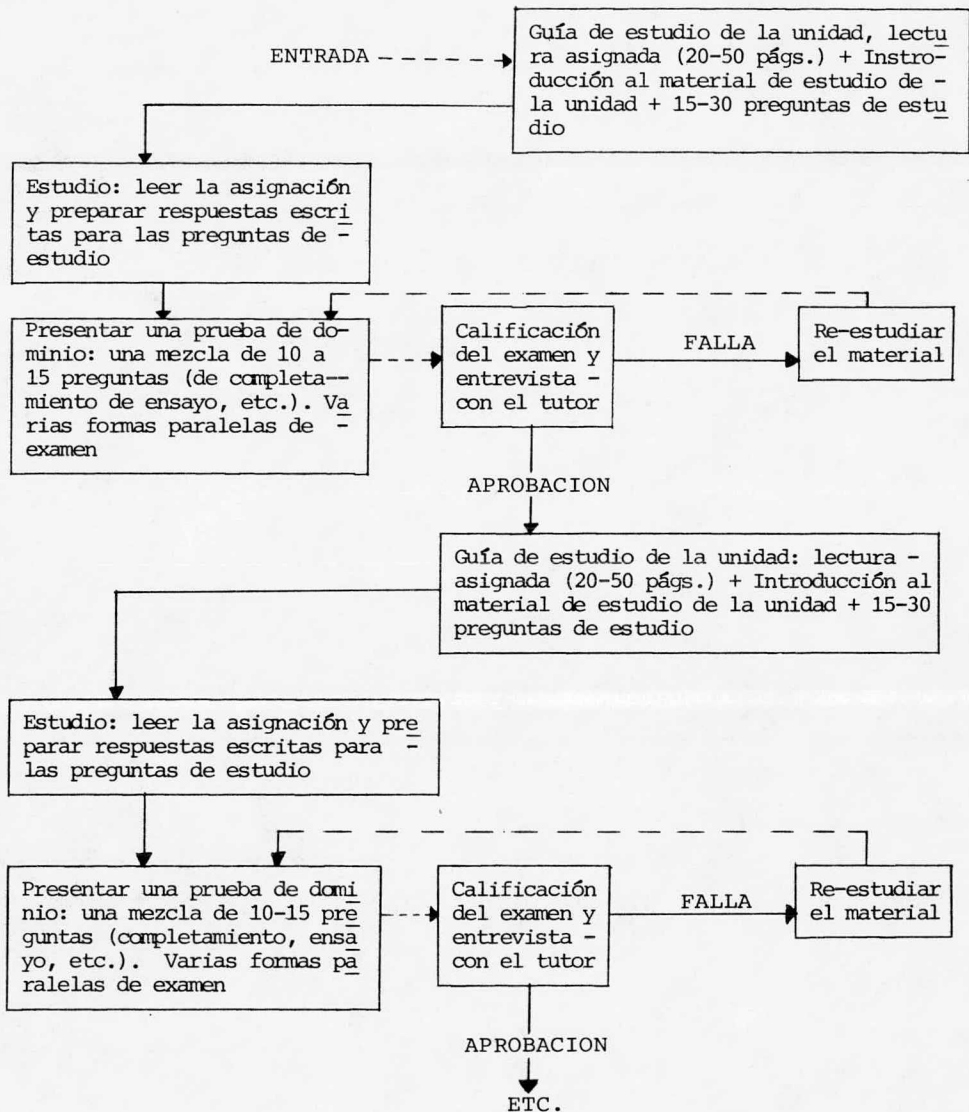 Guía de estudio de la unidad, lectu
ENTRADA
ra asignada (20-50 págs.) + Instro-
ducción al material de estudio de -
la unidad + 15-30 preguntas de estu
dio
Estudio: leer la asignación
y preparar respuestas escri
tas para las preguntas de -
estudio
Presentar una prueba de do-
minio: una mezcla de 10 a
15 preguntas (de completa--
miento de ensayo, etc.). Va
rias formas paralelas de -
examen
Calificación
del examen y
entrevista -
con el tutor
FALLA
Re-estudiar
el material
APROBACION
Guía de estudio de la unidad: lectura -
asignada (20-50 págs.) + Introducción al
material de estudio de la unidad + 15-30
preguntas de estudio
Estudio: leer la asignación y pre
parar respuestas escritas para -
las preguntas de estudio
Presentar una prueba de domi
nio: una mezcla de 10-15 pre
guntas (completamiento, ensa
yo, etc.). Varias formas pa
ralelas de examen
Calificación
del examen y
entrevista -
con el tutor
FALLA
Re-estudiar
el material
APROBACION
ETC.